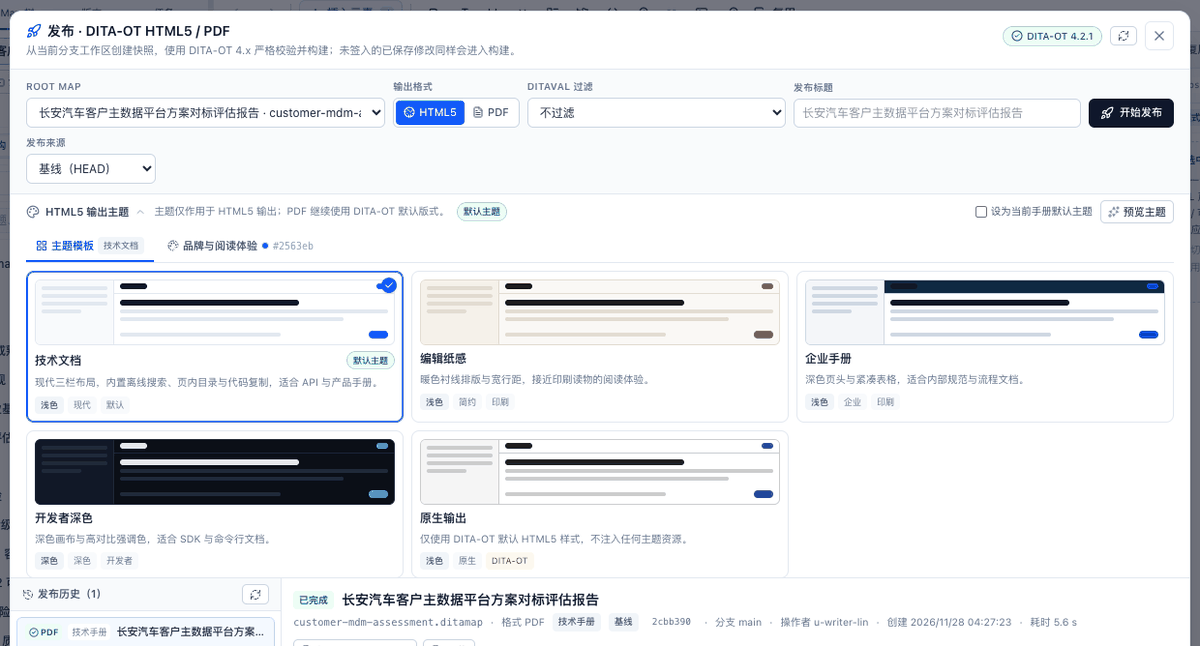 发布 · DITA-OT HTML5 / PDF
从当前分支工作区创建快照，使用 DITA-OT 4.x 严格校验并构建；未签入的已保存修改同样会进入构建。
DITA-OT 4.2.1
ROOT MAP
输出格式
DITAVAL 过滤
发布标题
长安汽车客户主数据平台方案对标评估报告 · customer-mdm-a
HTML5
PDF
不过滤
长安汽车客户主数据平台方案对标评估报告
开始发布
发布来源
基线（HEAD）
HTML5 输出主题
主题仅作用于 HTML5 输出；PDF 继续使用 DITA-OT 默认版式。
默认主题
设为当前手册默认主题
预览主题
主题模板 技术文档
品牌与阅读体验 #2563eb
技术文档
默认主题
现代三栏布局，内置离线搜索、页内目录与代码复制，适合 API 与产品手册。
浅色 现代 默认
编辑纸感
暖色衬线排版与宽行距，接近印刷读物的阅读体验。
浅色 简约 印刷
企业手册
深色页头与紧凑表格，适合内部规范与流程文档。
浅色 企业 印刷
开发者深色
深色画布与高对比强调色，适合 SDK 与命令行文档。
深色 深色 开发者
原生输出
仅使用 DITA-OT 默认 HTML5 样式，不注入任何主题资源。
浅色 原生 DITA-OT
发布历史（1）
PDF 技术手册 长安汽车客户主数据平台方案...
已完成 长安汽车客户主数据平台方案对标评估报告
customer-mdm-assessment.ditamap · 格式 PDF 技术手册 基线 2cbb390 · 分支 main · 操作者 u-writer-lin · 创建 2026/11/28 04:27:23 · 耗时 5.6 s